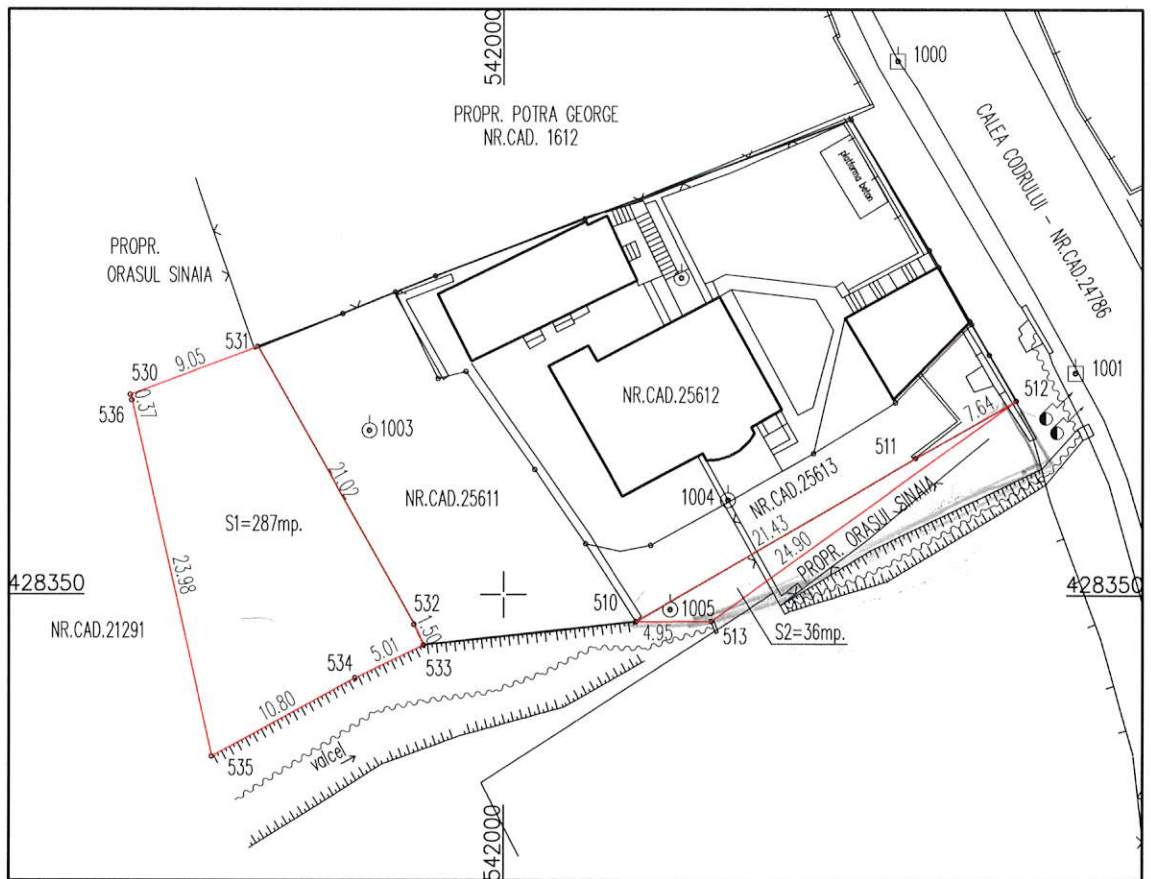 542000
1000
PROPR. POTRA GEORGE
NR.CAD. 1612
CALEA CODRULUI - NR.CAD.24786
platforma beton
PROPR.
ORASUL SINAIA
531
9.05
530
0.37
536
1003
NR.CAD.25612
1001
512
7.64
511
21.02
NR.CAD.25611
1004
NR.CAD.25613
S1=287mp.
21.43
24.90
PROPR. ORASUL SINAIA
23.98
428350
428350
NR.CAD.21291
532
1.50
533
510
1005
4.95
513
S2=36mp.
5.01
534
10.80
535
valcel
542000